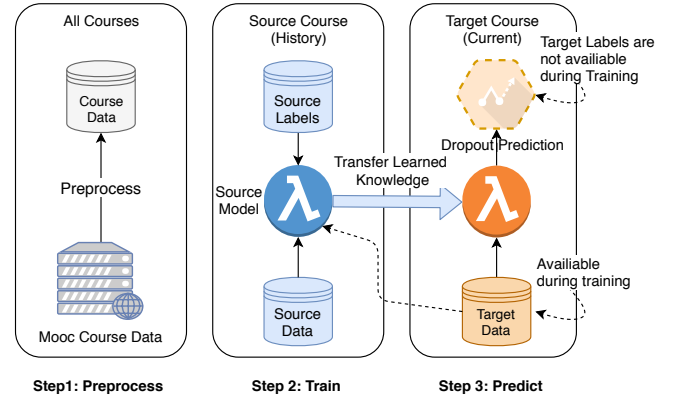 All Courses
Course
Data
Preprocess
Mooc Course Data
Step1: Preprocess
Source Course
(History)
Source
Labels
Source
Model
Transfer Learned
Knowledge
Source
Data
Step 2: Train
Target Course
(Current)
Target Labels are
not availiable
during Training
Dropout Prediction
Availiable
during training
Target
Data
Step 3: Predict